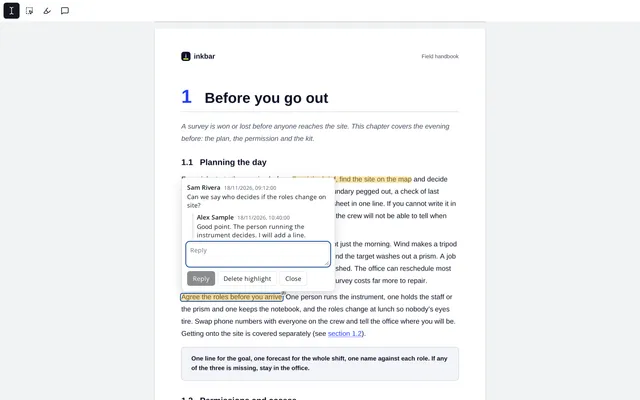 inkbar
Field handbook
1 Before you go out
A survey is won or lost before anyone reaches the site. This chapter covers the evening
before: the plan, the permission and the kit.
1.1 Planning the day
, find the site on the map and decide
undary pegged out, a check of last
sheet in one line. If you cannot write it in
the crew will not be able to tell when
Sam Rivera 18/11/2026, 09:12:00
Can we say who decides if the roles change on
site?
Alex Sample 18/11/2026, 10:40:00
Good point. The person running the
instrument decides. I will add a line.
Reply
Reply Delete highlight Close
t just the morning. Wind makes a tripod
nd the target washes out a prism. A job
shed. The office can reschedule most
urvey costs far more to repair.
Agree the roles before you arrive. One person runs the instrument, one holds the staff or
the prism and one keeps the notebook, and the roles change at lunch so nobody's eyes
tire. Swap phone numbers with everyone on the crew and tell the office where you will be.
Getting onto the site is covered separately (see section 1.2).
One line for the goal, one forecast for the whole shift, one name against each role. If any
of the three is missing, stay in the office.